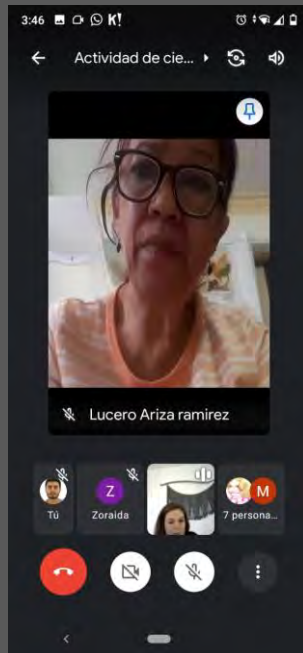 3:46 K!
Actividad de cie...
Lucero Ariza ramirez
Z M
Tú Zoraida 7 persona...